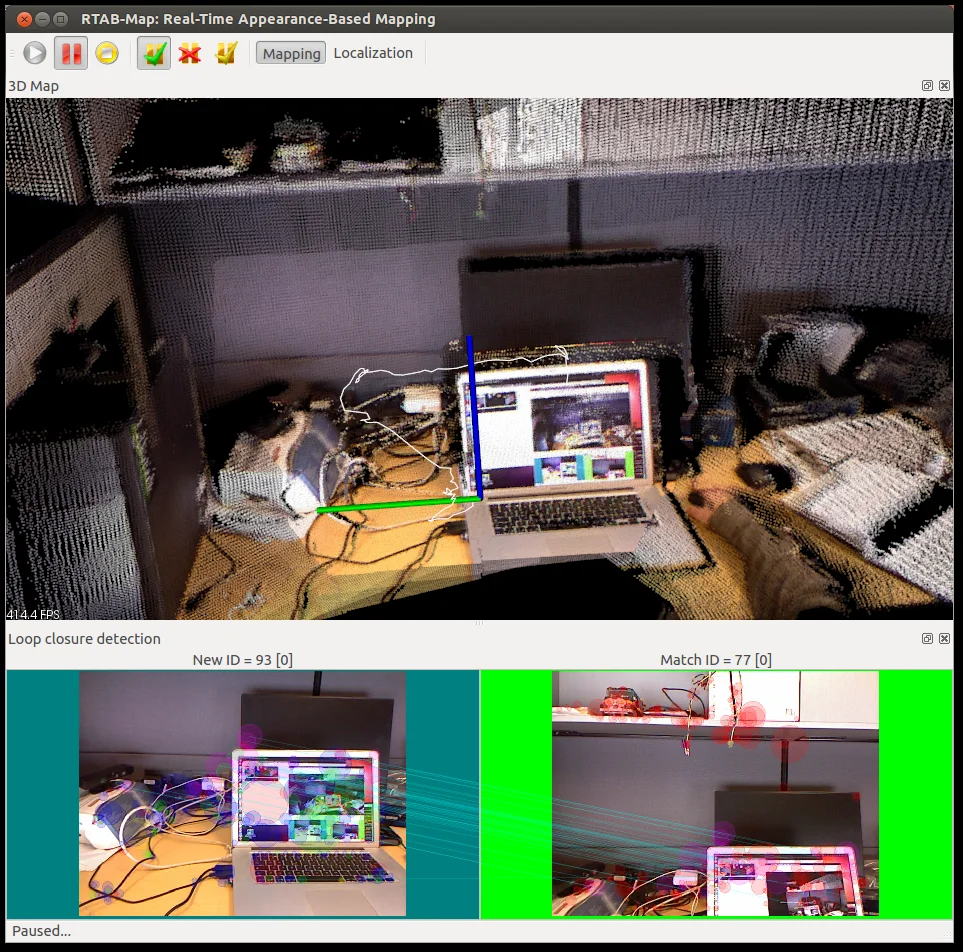 RTAB-Map: Real-Time Appearance-Based Mapping
Mapping Localization
3D Map
414.4 FPS
Loop closure detection
New ID = 93 [0]
Match ID = 77 [0]
Paused...